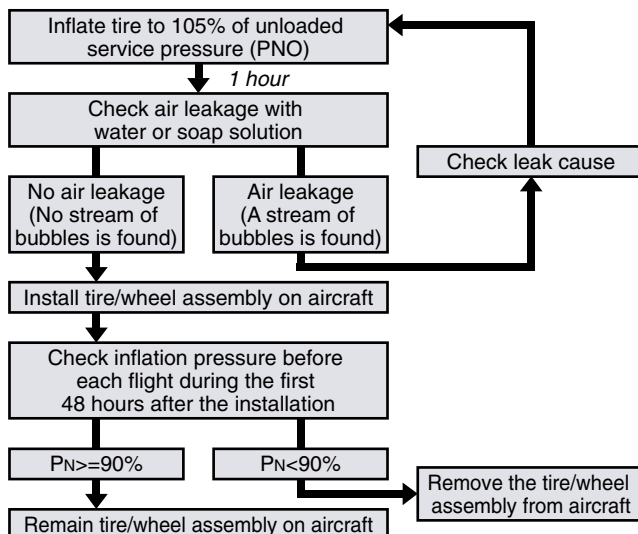 Inflate tire to 105% of unloaded
service pressure (PNO)
1 hour
Check air leakage with
water or soap solution
Check leak cause
No air leakage
(No stream of
bubbles is found)
Air leakage
(A stream of
bubbles is found)
Install tire/wheel assembly on aircraft
Check inflation pressure before
each flight during the first
48 hours after the installation
PN>=90%
PN<90%
Remove the tire/wheel
assembly from aircraft
Remain tire/wheel assembly on aircraft